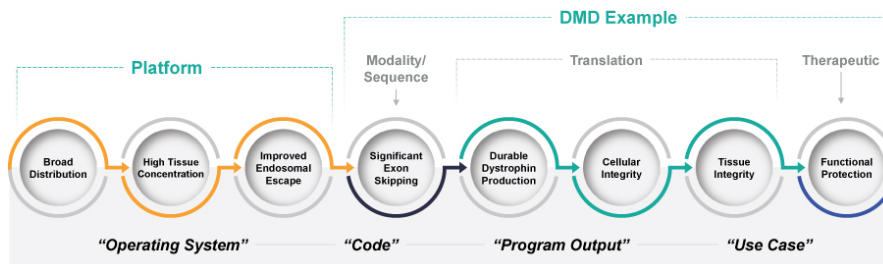 DMD Example
Platform
Modality/
Sequence
Translation
Therapeutic
Broad
Distribution
High Tissue
Concentration
Improved
Endosomal
Escape
Significant
Exon
Skipping
Durable
Dystrophin
Production
Cellular
Integrity
Tissue
Integrity
Functional
Protection
“Operating System”
“Code”
“Program Output”
“Use Case”